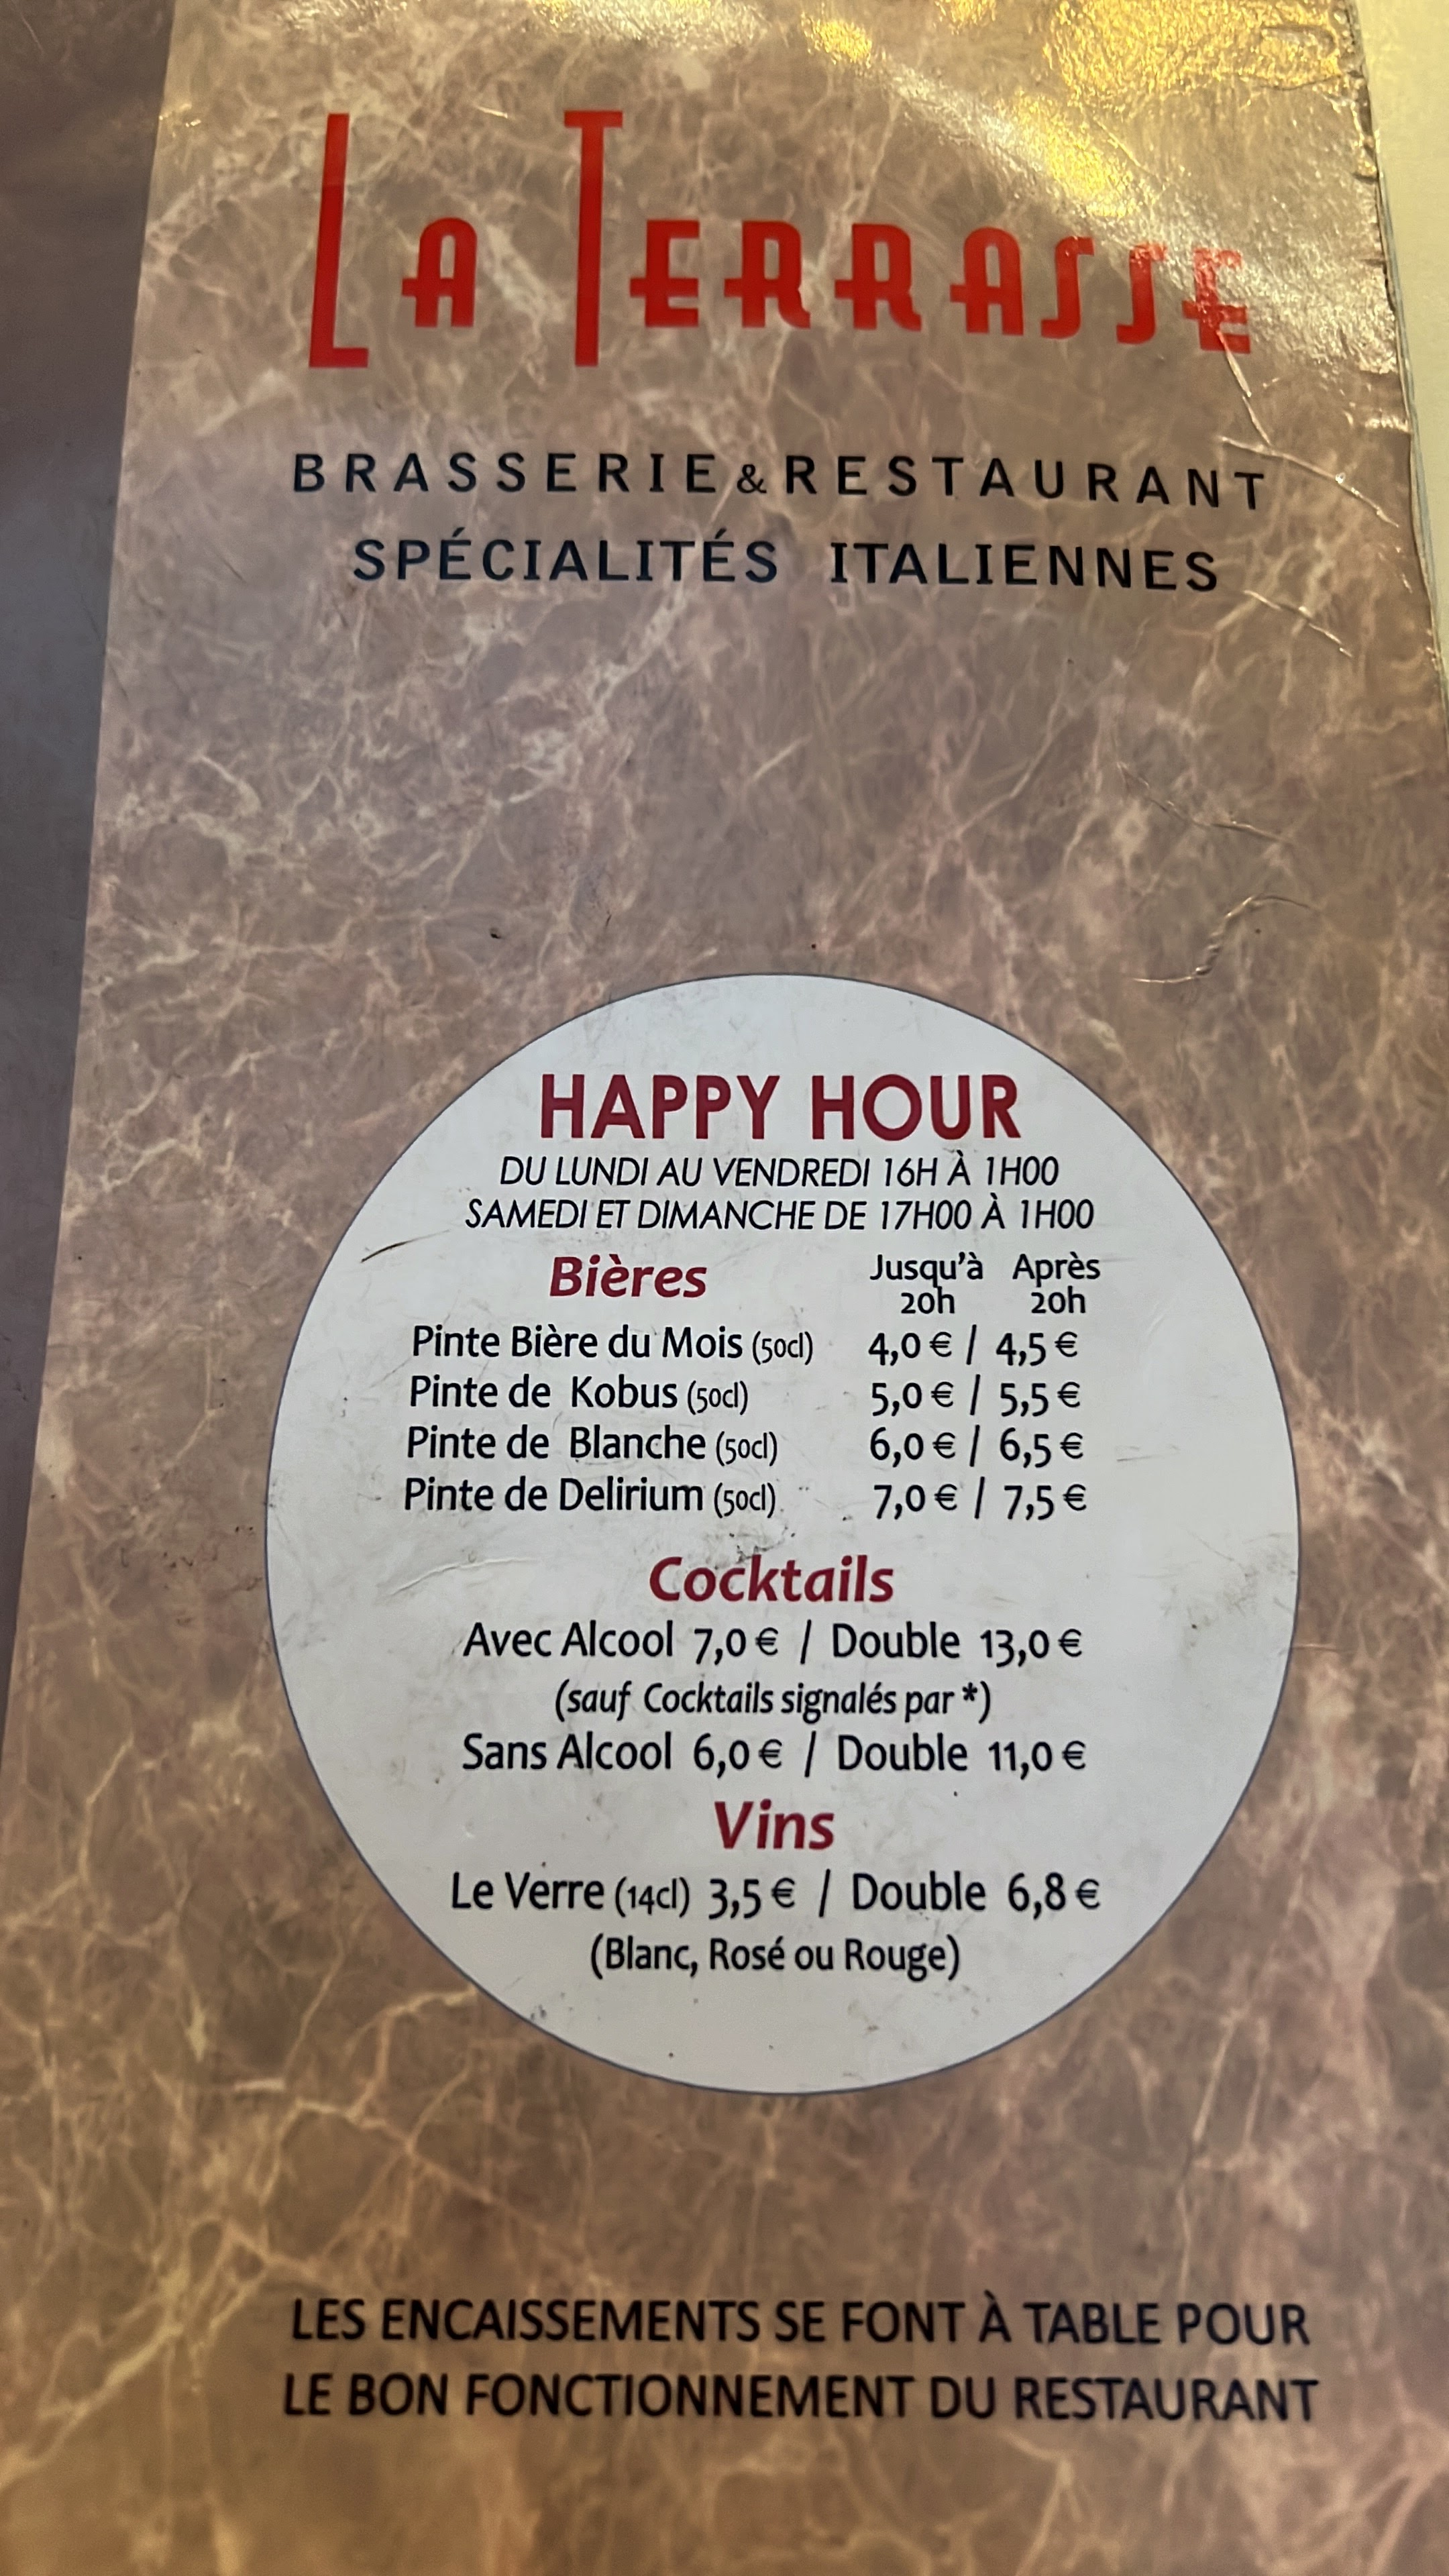 LA TERRASSE
BRASSERIE & RESTAURANT
SPÉCIALITÉS ITALIENNES
HAPPY HOUR
DU LUNDI AU VENDREDI 16H À 1H00
SAMEDI ET DIMANCHE DE 17H00 À 1H00
Bières Jusqu'à 20h Après 20h
Pinte Bière du Mois (50cl) 4,0 € / 4,5 €
Pinte de Kobus (50cl) 5,0 € / 5,5 €
Pinte de Blanche (50cl) 6,0 € / 6,5 €
Pinte de Delirium (50cl) 7,0 € / 7,5 €
Cocktails
Avec Alcool 7,0 € / Double 13,0 €
(sauf Cocktails signalés par *)
Sans Alcool 6,0 € / Double 11,0 €
Vins
Le Verre (14cl) 3,5 € / Double 6,8 €
(Blanc, Rosé ou Rouge)
LES ENCAISSEMENTS SE FONT À TABLE POUR
LE BON FONCTIONNEMENT DU RESTAURANT